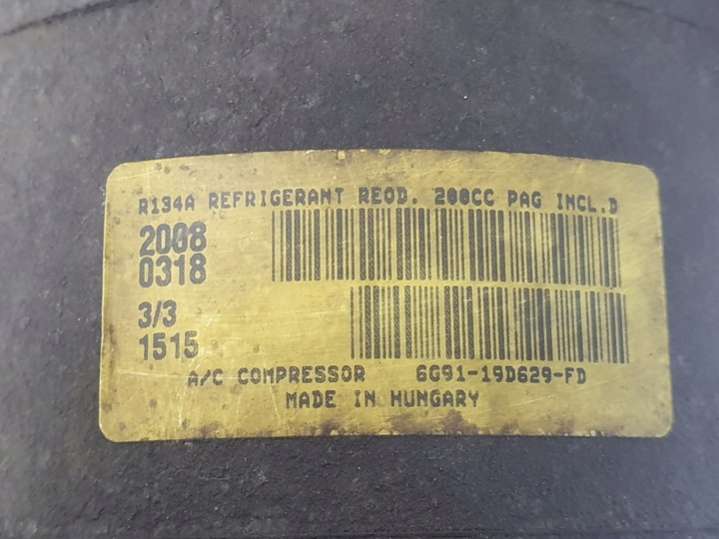 R134A REFRIGERANT REQD. 200CC PAG INCL.D
2008
0318
3/3
1515
A/C COMPRESSOR 6G91-19D629-FD
MADE IN HUNGARY